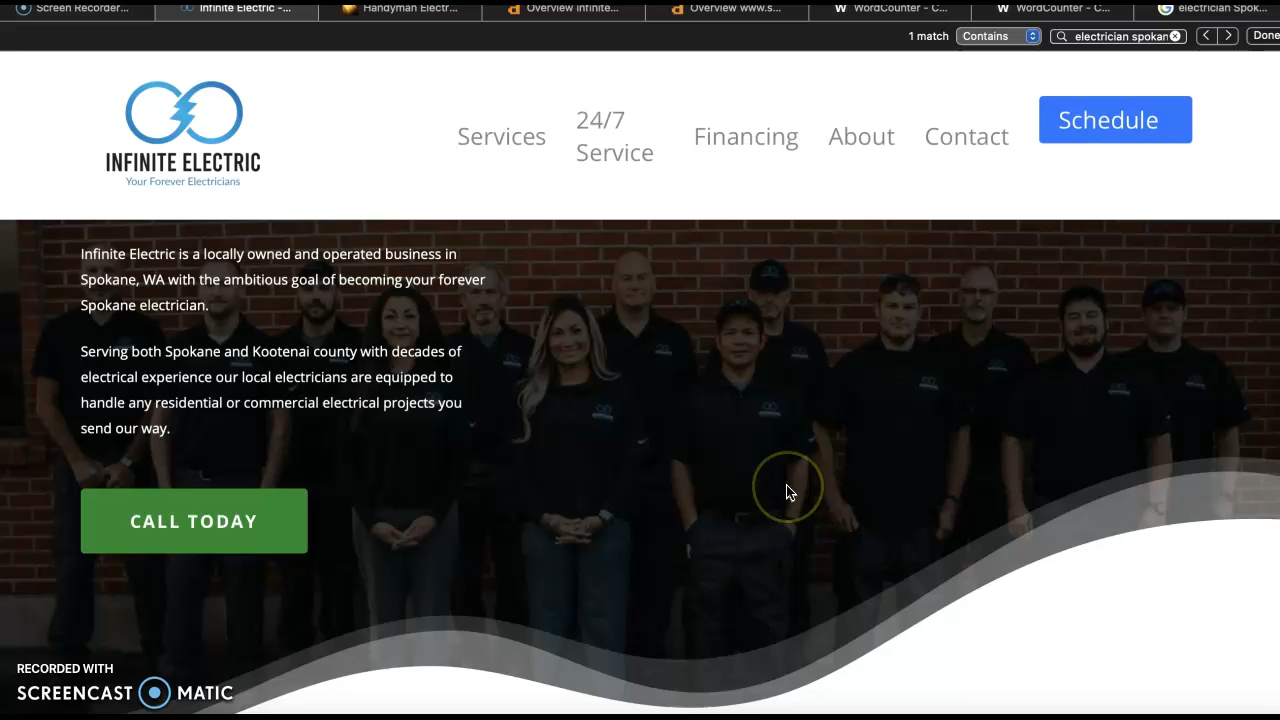 Screen Recorder...
Infinite Electric -...
Handyman Electr...
Overview infinite...
Overview www.s...
WordCounter - C...
WordCounter - C...
electrician Spok...
1 match
Contains
electrician spokan
Done
INFINITE ELECTRIC
Your Forever Electricians
Services
24/7
Service
Financing
About
Contact
Schedule
Infinite Electric is a locally owned and operated business in
Spokane, WA with the ambitious goal of becoming your forever
Spokane electrician.
Serving both Spokane and Kootenai county with decades of
electrical experience our local electricians are equipped to
handle any residential or commercial electrical projects you
send our way.
CALL TODAY
RECORDED WITH
SCREENCAST MATIC